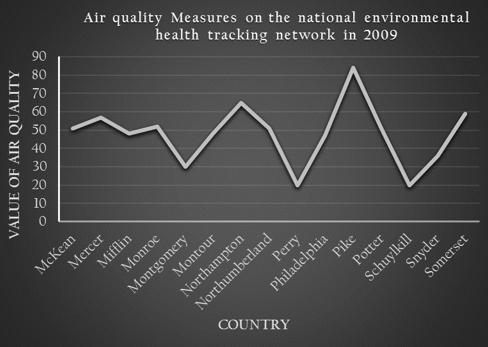 Air quality Measures on the national environmental
health tracking network in 2009
VALUE OF AIR QUALITY
90
80
70
60
50
40
30
20
10
0
McKean
Mercer
Mifflin
Monroe
Montgomery
Montour
Northampton
Northumberland
Perry
Philadelphia
Pike
Potter
Schuylkill
Snyder
Somerset
COUNTRY